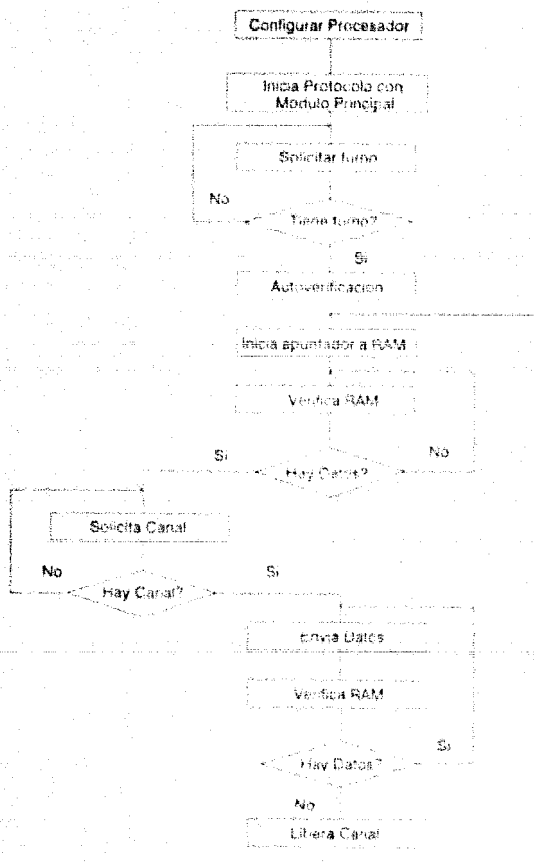 Configurar Procesador
Inicia Protocolo con
Modulo Principal
Solicitar turno
No
Tiene turno?
Si
Autoverificacion
Inicia apuntador a RAM
Verifica RAM
Si
No
Hay Datos?
Solicita Canal
No
Si
Hay Canal?
Envia Datos
Verifica RAM
Si
Hay Datos?
No
Libera Canal